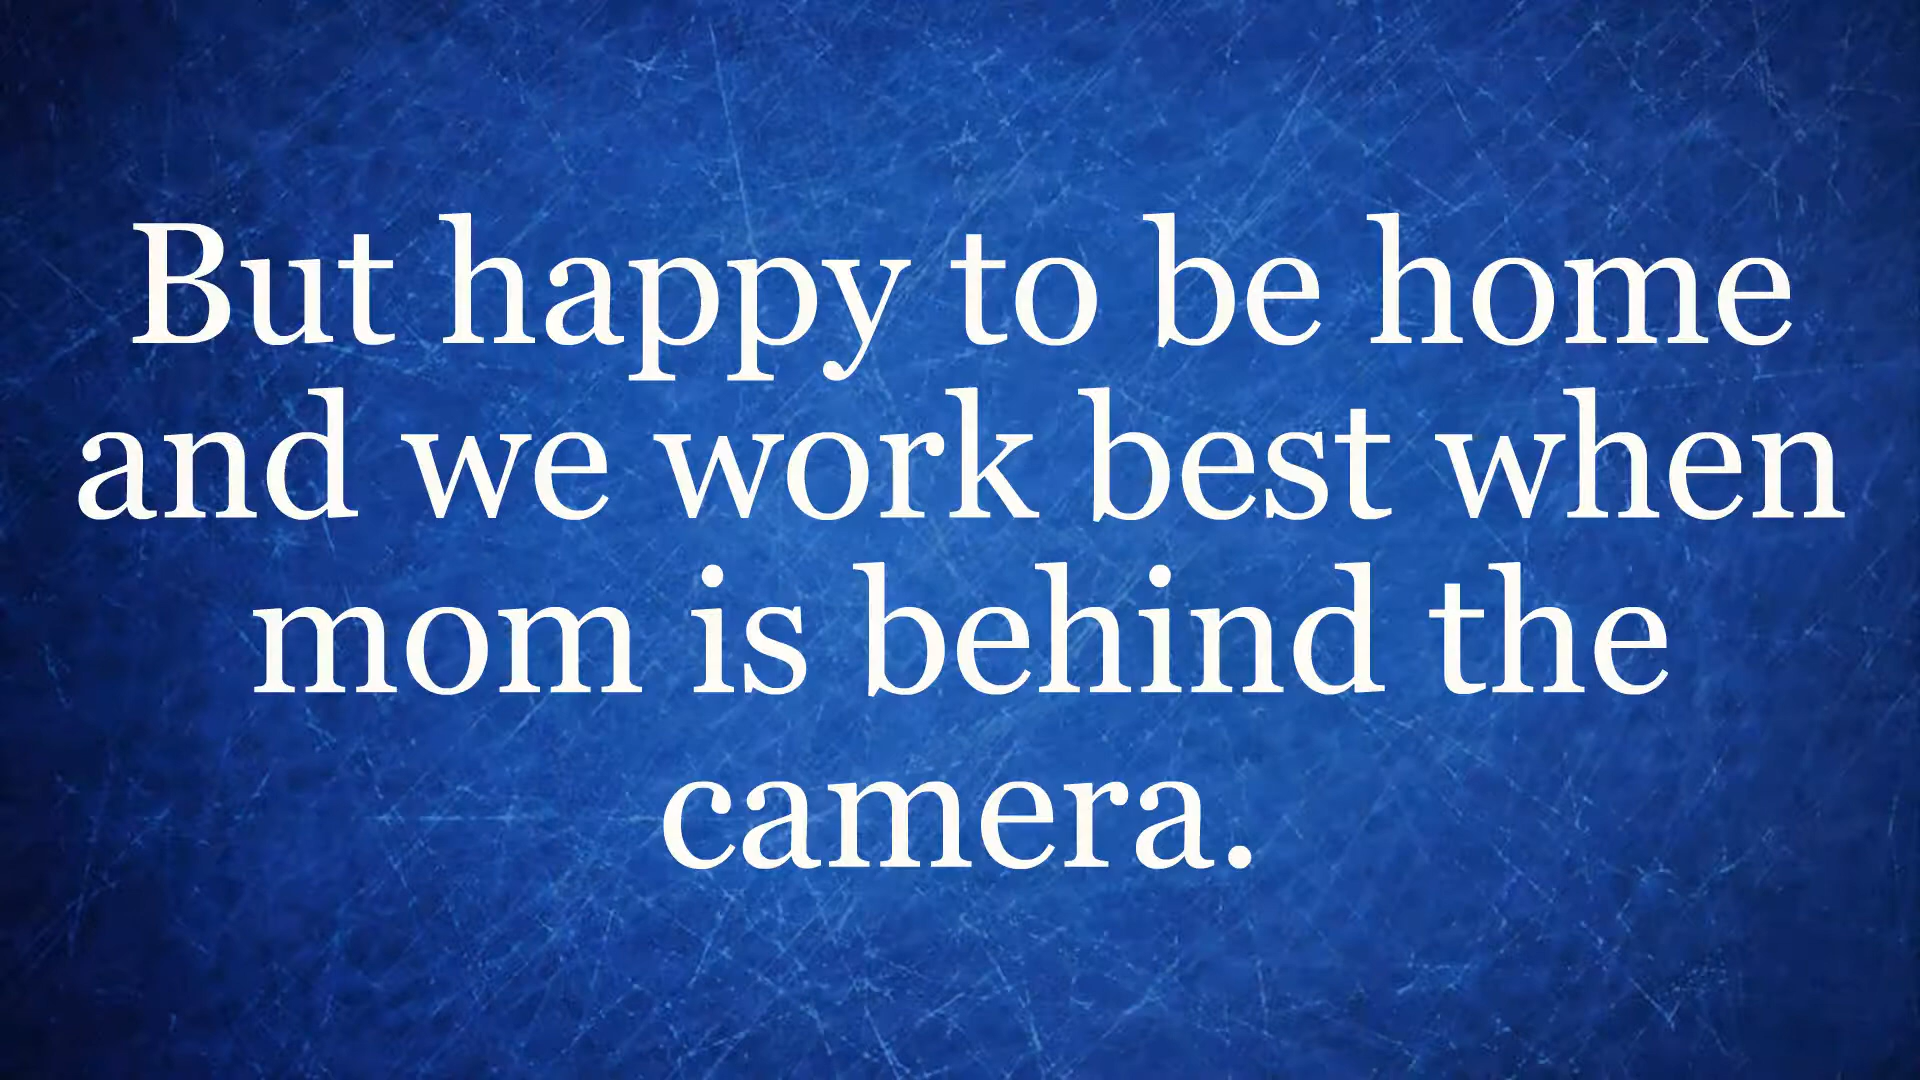 But happy to be home
and we work best when
mom is behind the
camera.